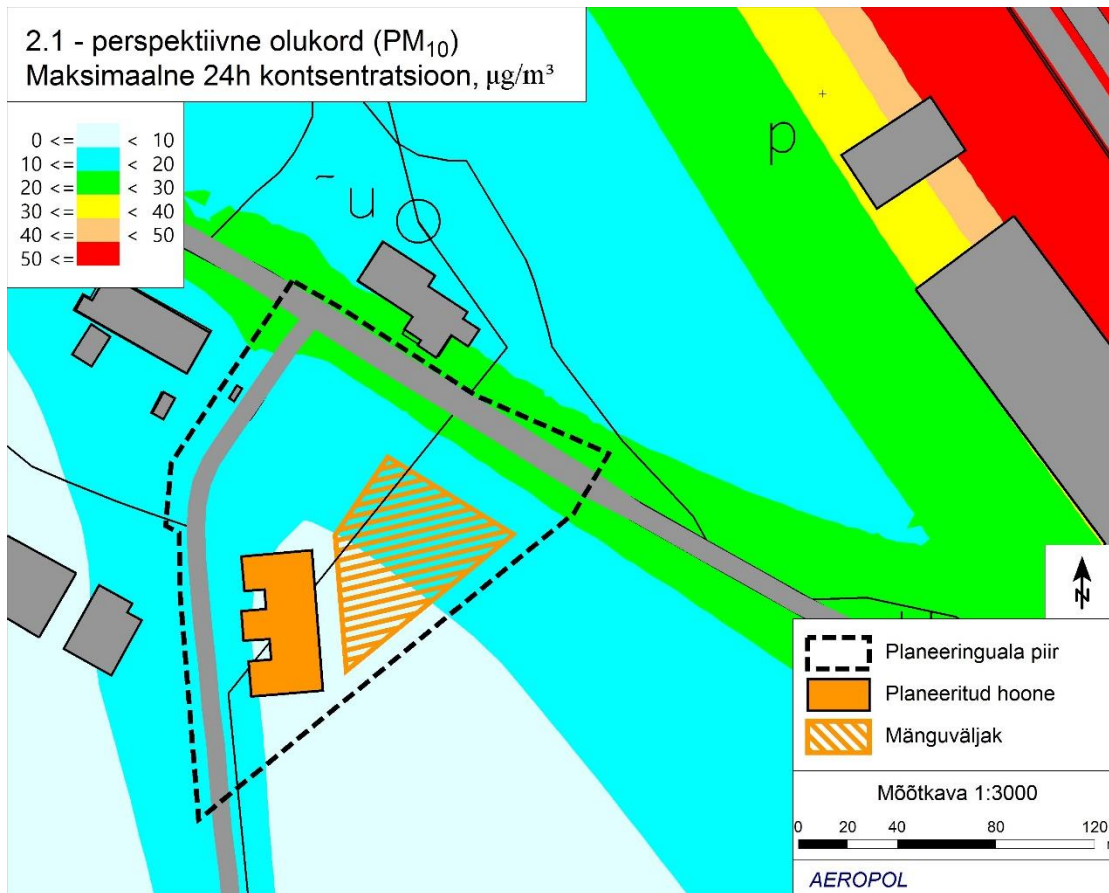 2.1 - perspektiivne olukord (PM₁₀)
Maksimaalne 24h kontsentratsioon, µg/m³
0 <= < 10
10 <= < 20
20 <= < 30
30 <= < 40
40 <= < 50
50 <=
p
~u
N
Planeeringuala piir
Planeeritud hoone
Mänguväljak
Mõõtkava 1:3000
0 20 40 80 120
AEROPOL